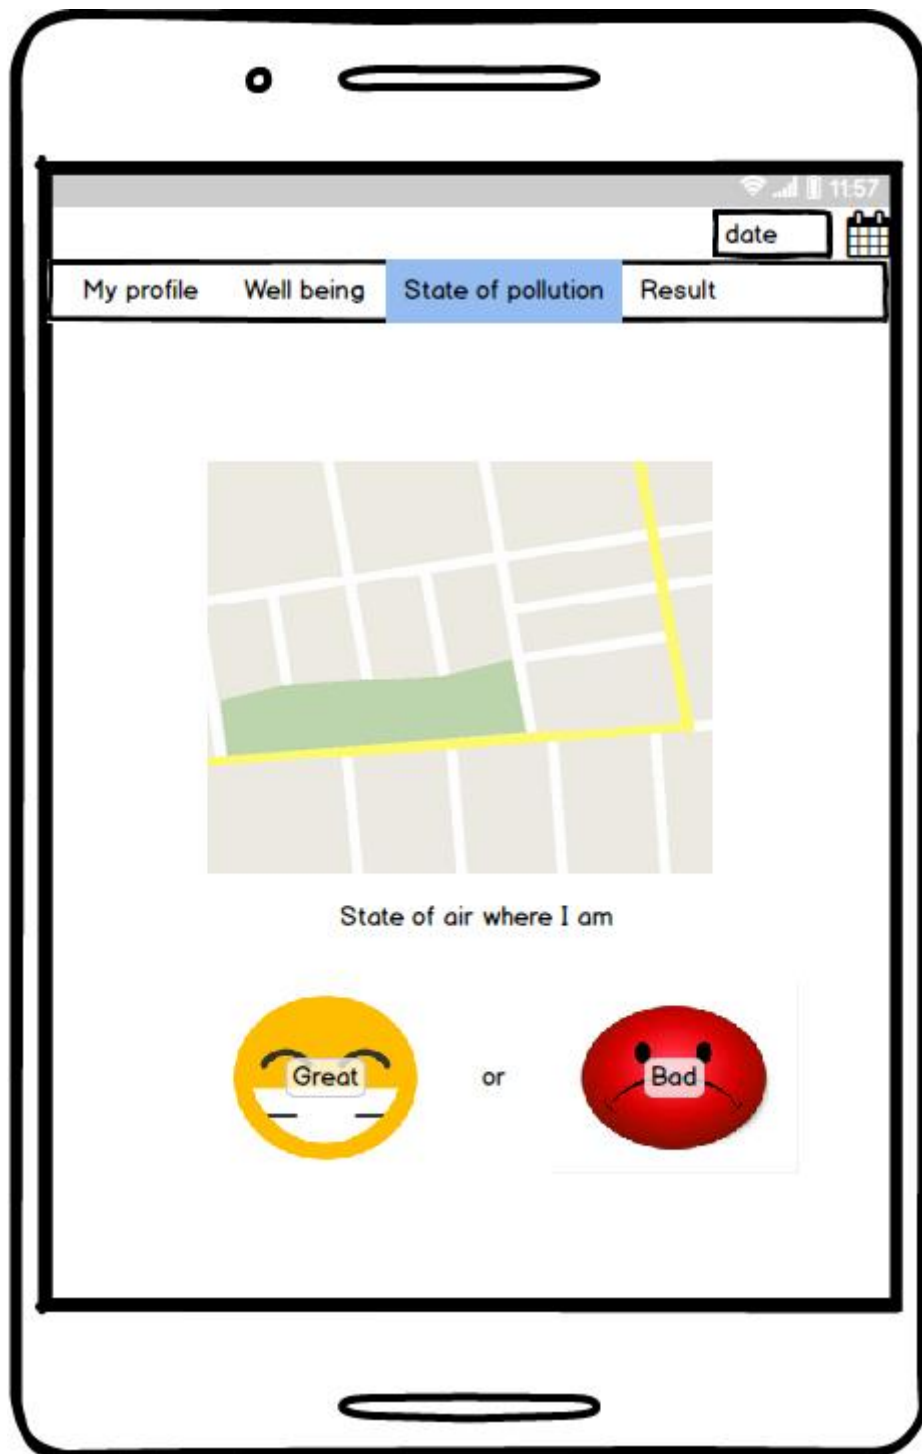 11:57
date
My profile Well being State of pollution Result
State of air where I am
Great or Bad